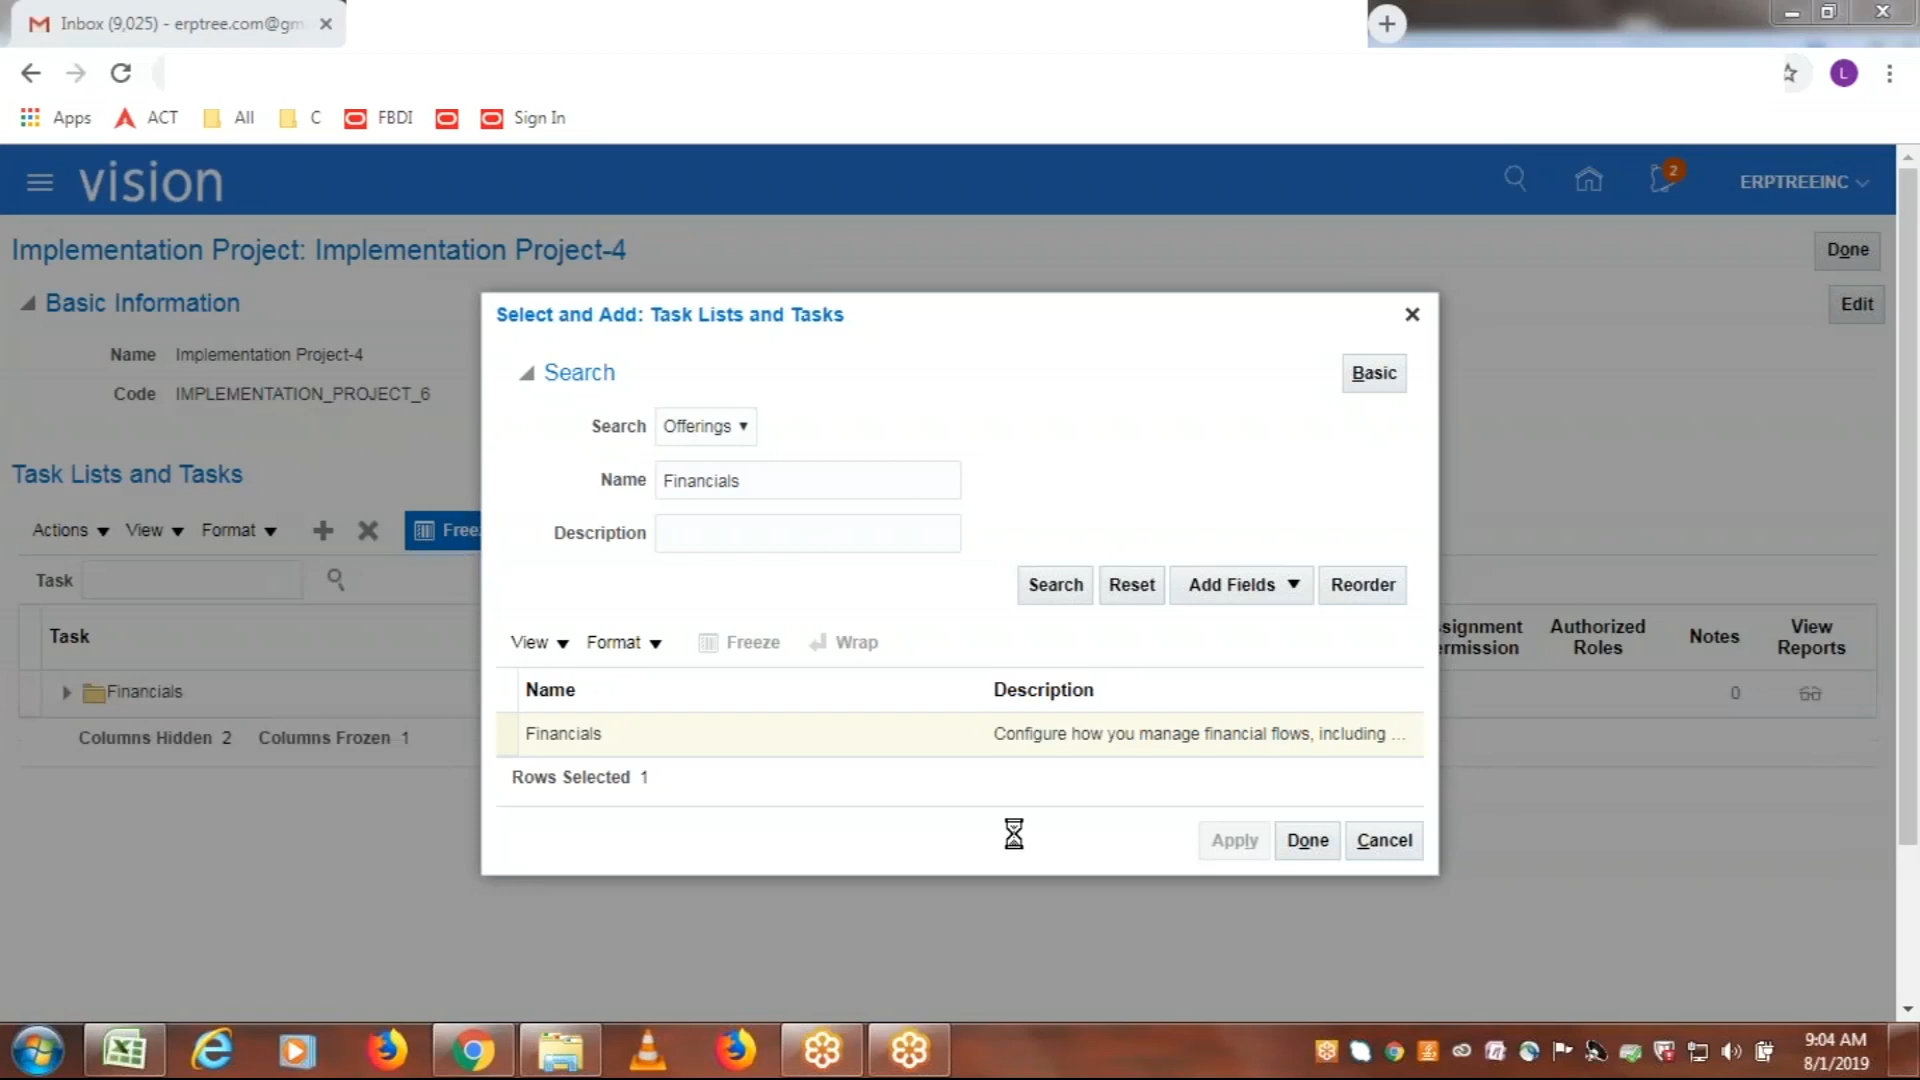 Inbox (9,025) - erptree.com@gm
Apps ACT All C FBDI Sign In
vision
2
ERPTREEINC
Implementation Project: Implementation Project-4
Done
Basic Information
Edit
Name Implementation Project-4
Code IMPLEMENTATION_PROJECT_6
Task Lists and Tasks
Actions View Format Free
Task
Task
signment
rmission
Authorized
Roles
Notes
View
Reports
Financials
0
Columns Hidden 2 Columns Frozen 1
Select and Add: Task Lists and Tasks
Search
Basic
Search Offerings
Name Financials
Description
Search Reset Add Fields Reorder
View Format Freeze Wrap
Name Description
Financials Configure how you manage financial flows, including ...
Rows Selected 1
Apply Done Cancel
L
9:04 AM
8/1/2019